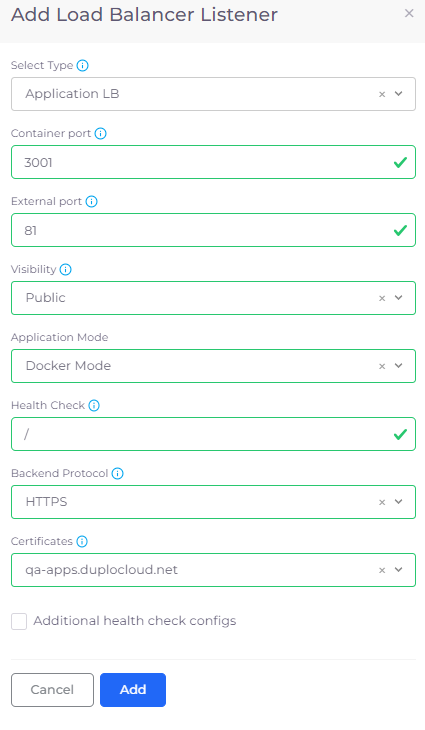 Add Load Balancer Listener
Select Type
Application LB
Container port
3001
External port
81
Visibility
Public
Application Mode
Docker Mode
Health Check
/
Backend Protocol
HTTPS
Certificates
qa-apps.duplocloud.net
Additional health check configs
Cancel
Add